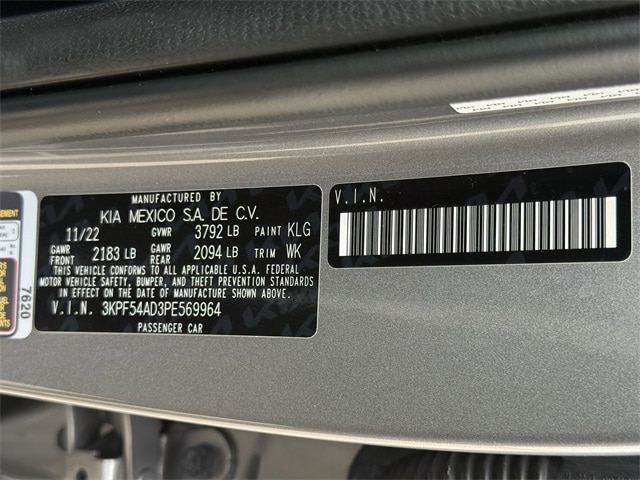 MANUFACTURED BY
KIA MEXICO S.A. DE C.V.
11/22 GVWR 3792 LB PAINT KLG
GAWR FRONT 2183 LB GAWR REAR 2094 LB TRIM WK
THIS VEHICLE CONFORMS TO ALL APPLICABLE U.S.A. FEDERAL
MOTOR VEHICLE SAFETY, BUMPER, AND THEFT PREVENTION STANDARDS
IN EFFECT ON THE DATE OF MANUFACTURE SHOWN ABOVE.
V.I.N. 3KPF54AD3PE569964
PASSENGER CAR
V.I.N.
7620